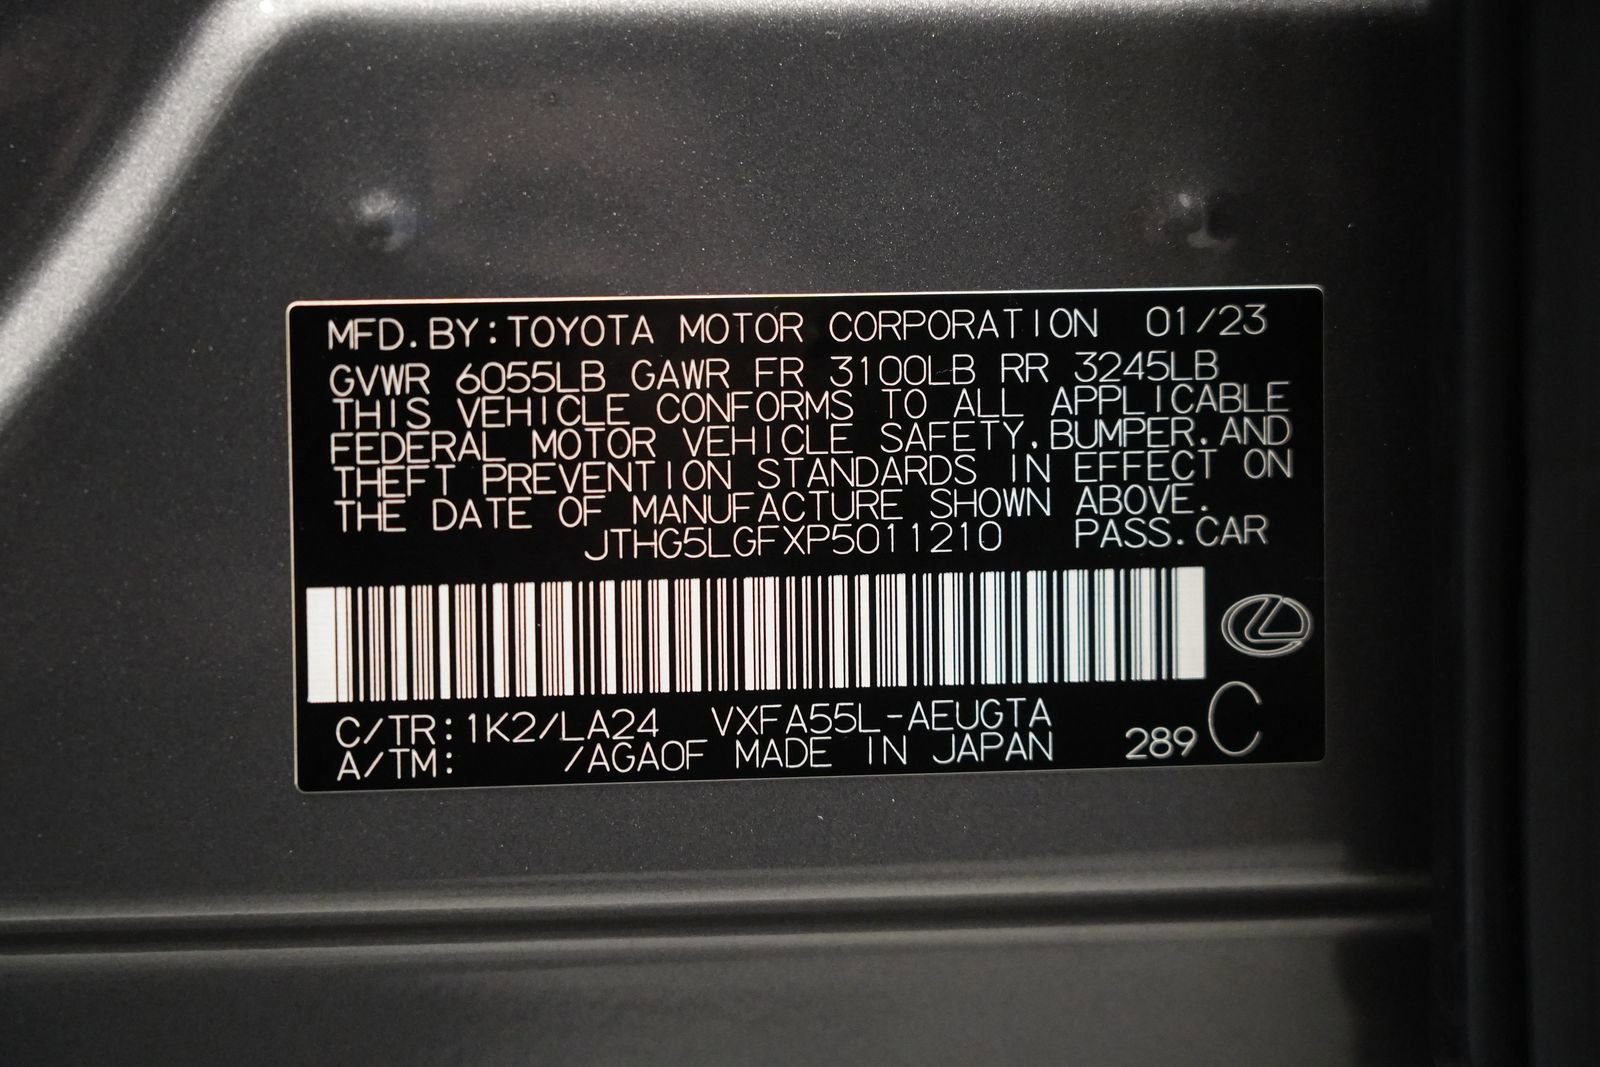 MFD.BY:TOYOTA MOTOR CORPORATION 01/23
GVWR 6055LB GAWR FR 3100LB RR 3245LB
THIS VEHICLE CONFORMS TO ALL APPLICABLE
FEDERAL MOTOR VEHICLE SAFETY,BUMPER,AND
THEFT PREVENTION STANDARDS IN EFFECT ON
THE DATE OF MANUFACTURE SHOWN ABOVE.
JTHG5LGFXP5011210 PASS.CAR
C/TR:1K2/LA24 VXFA55L-AEUGTA
A/TM: /AGAOF MADE IN JAPAN 289 C